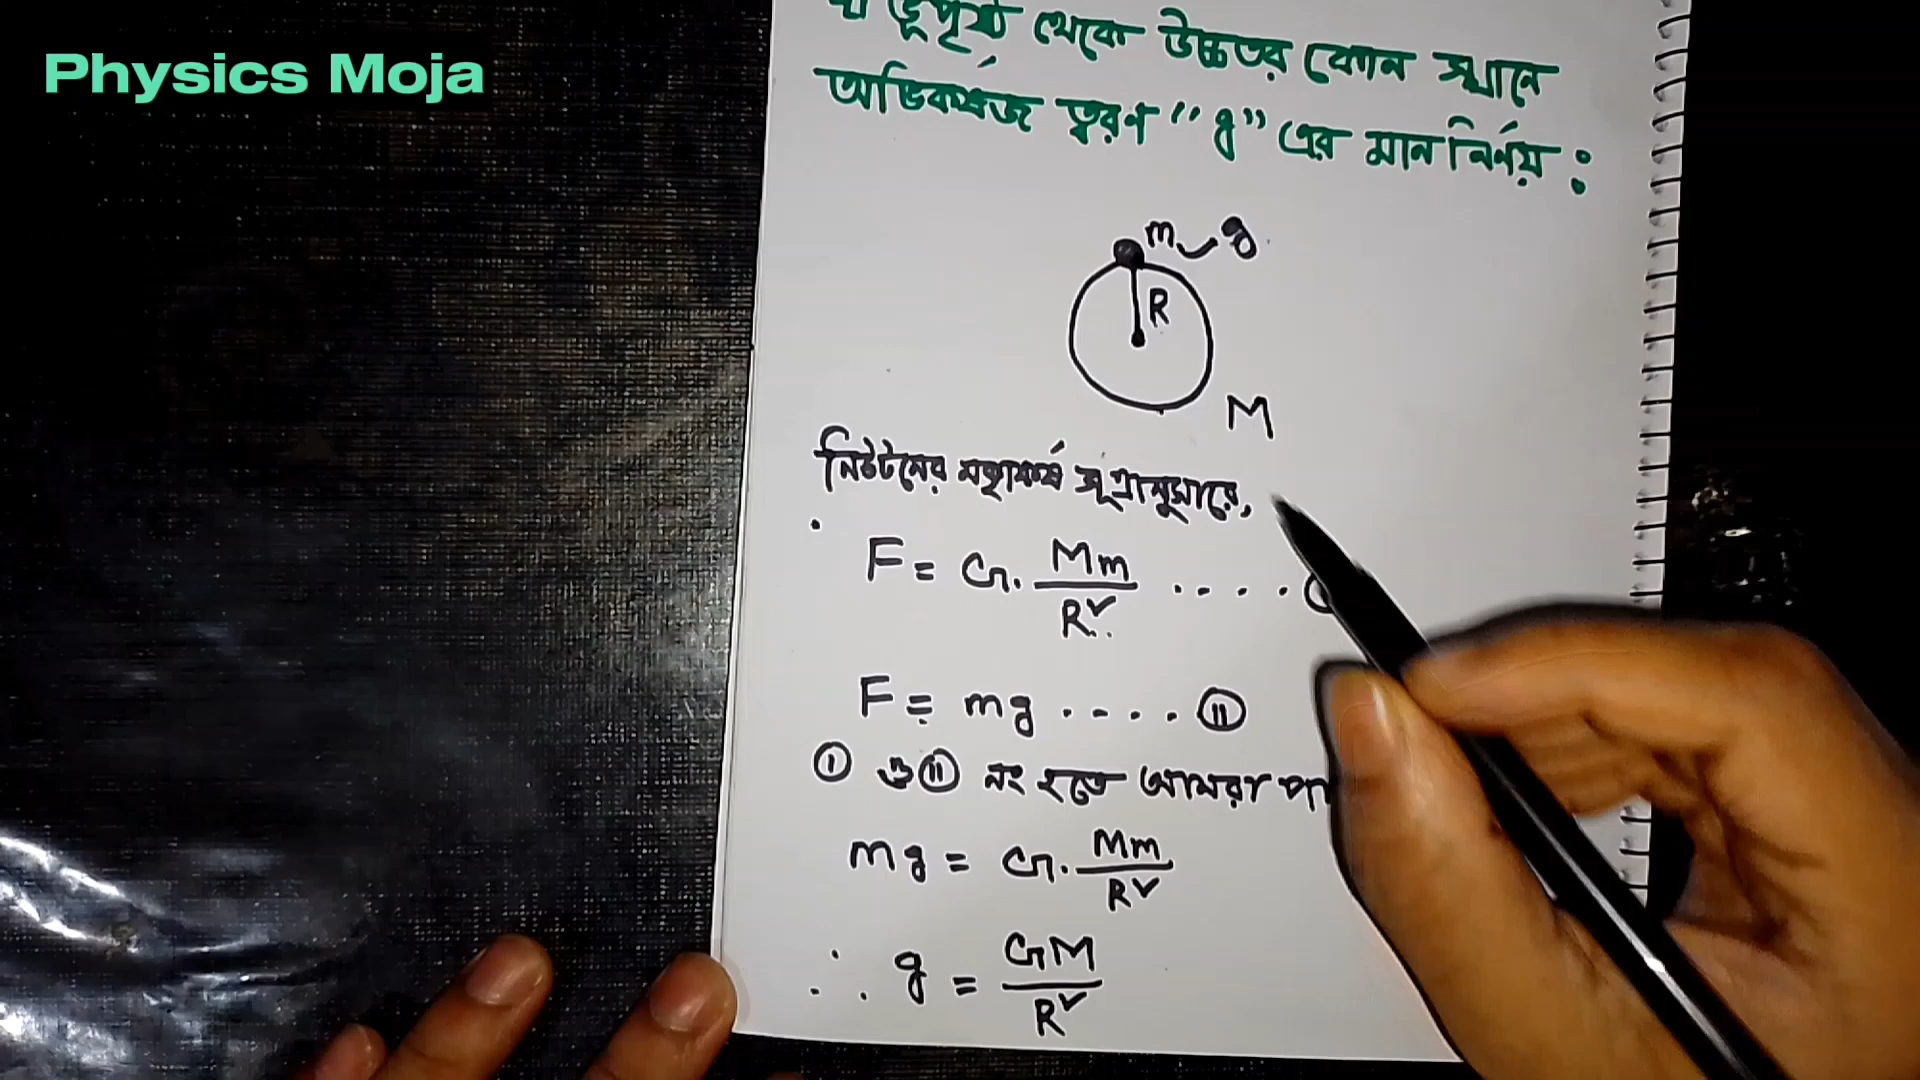 Physics Moja
ভূপৃষ্ঠ থেকে উচ্চতর কোন স্থানে
অভিকর্ষজ ত্বরণ "g" এর মান নির্ণয় :
m g
R
M
নিউটনের মহাকর্ষ সূত্রানুসারে,
F = G. Mm/R² ....
F = mg .... (ii)
(i) ও (ii) নং হতে আমরা
mg = G. Mm/R²
∴ g = GM/R²